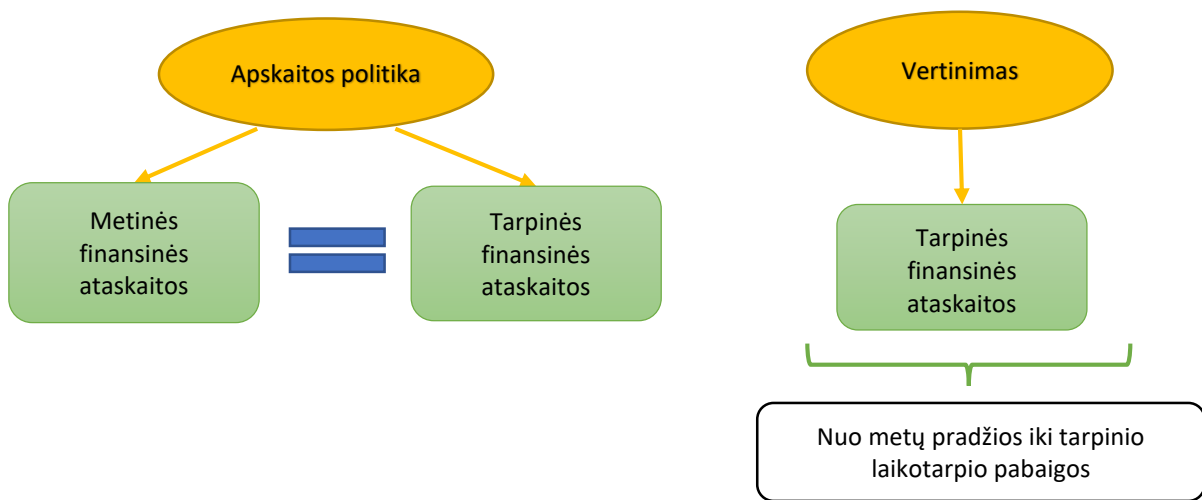 Apskaitos politika
Metinės
finansinės
ataskaitos
Tarpinės
finansinės
ataskaitos
Vertinimas
Tarpinės
finansinės
ataskaitos
Nuo metų pradžios iki tarpinio
laikotarpio pabaigos